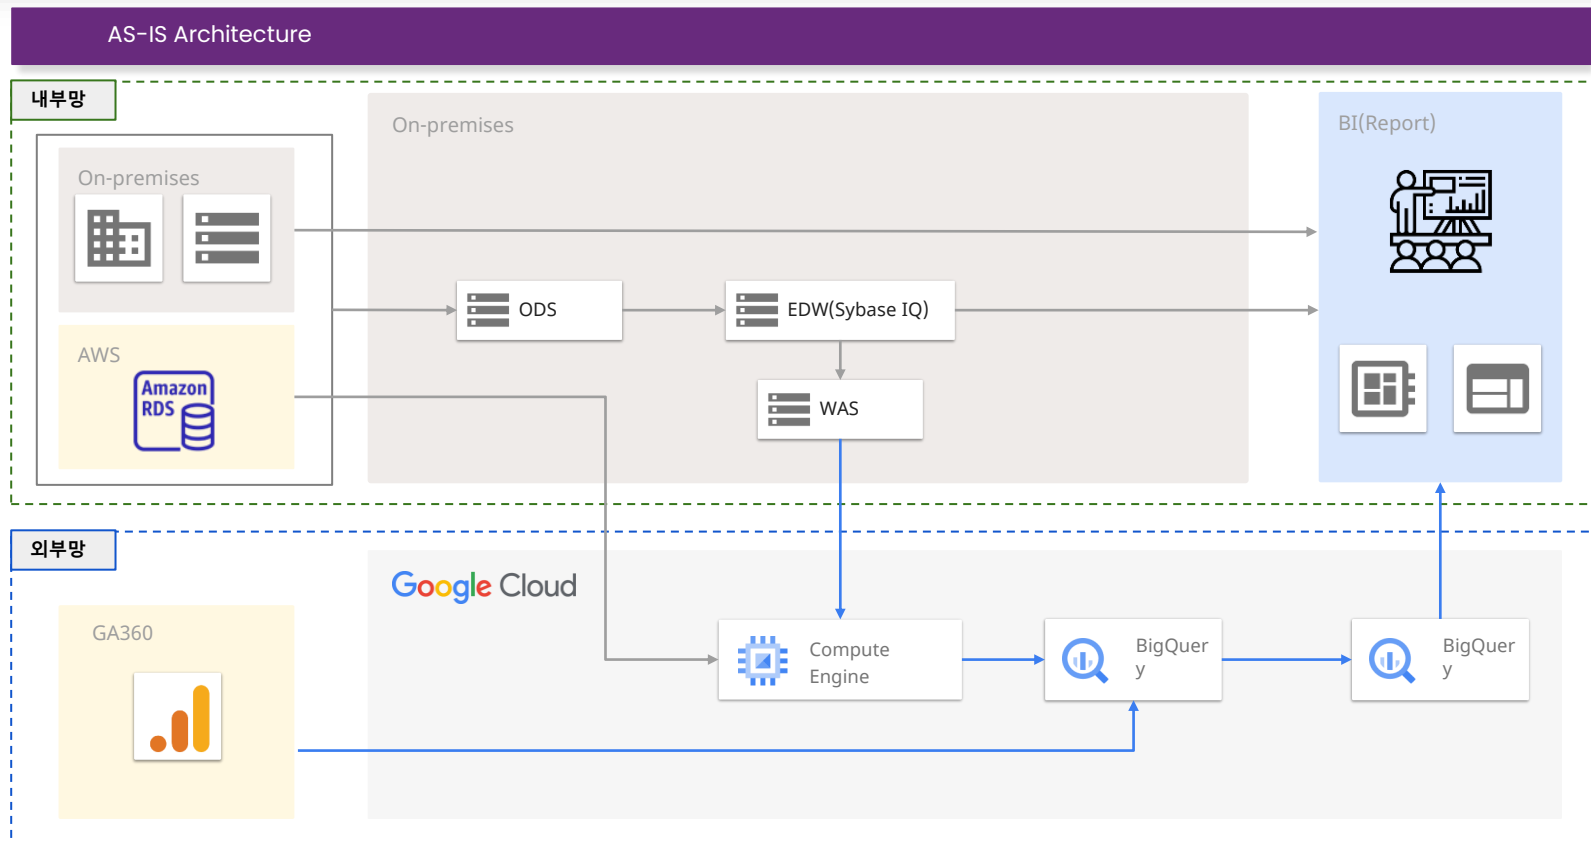 AS-IS Architecture
내부망
On-premises
On-premises
BI(Report)
ODS
EDW(Sybase IQ)
AWS
Amazon
RDS
WAS
외부망
Google Cloud
GA360
Compute
Engine
BigQuer
y
BigQuer
y